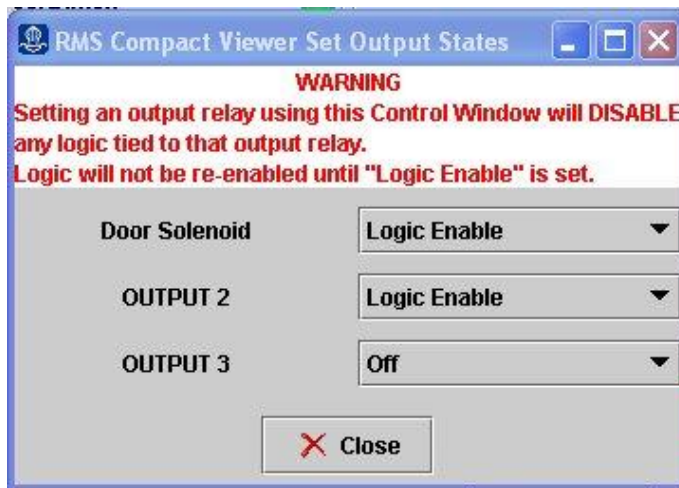 RMS Compact Viewer Set Output States
WARNING
Setting an output relay using this Control Window will DISABLE
any logic tied to that output relay.
Logic will not be re-enabled until "Logic Enable" is set.
Door Solenoid Logic Enable
OUTPUT 2 Logic Enable
OUTPUT 3 Off
Close